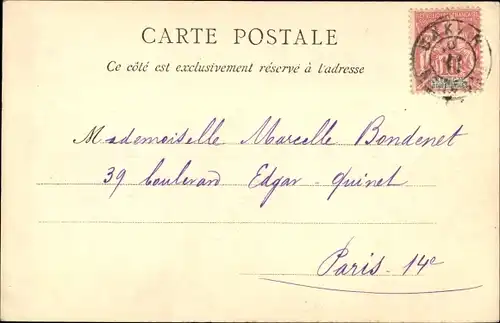 CARTE POSTALE
Ce côté est exclusivement réservé à l'adresse
Mademoiselle Marcelle Bondenet
39 boulevard Edgar-Quinet
Paris. 14e